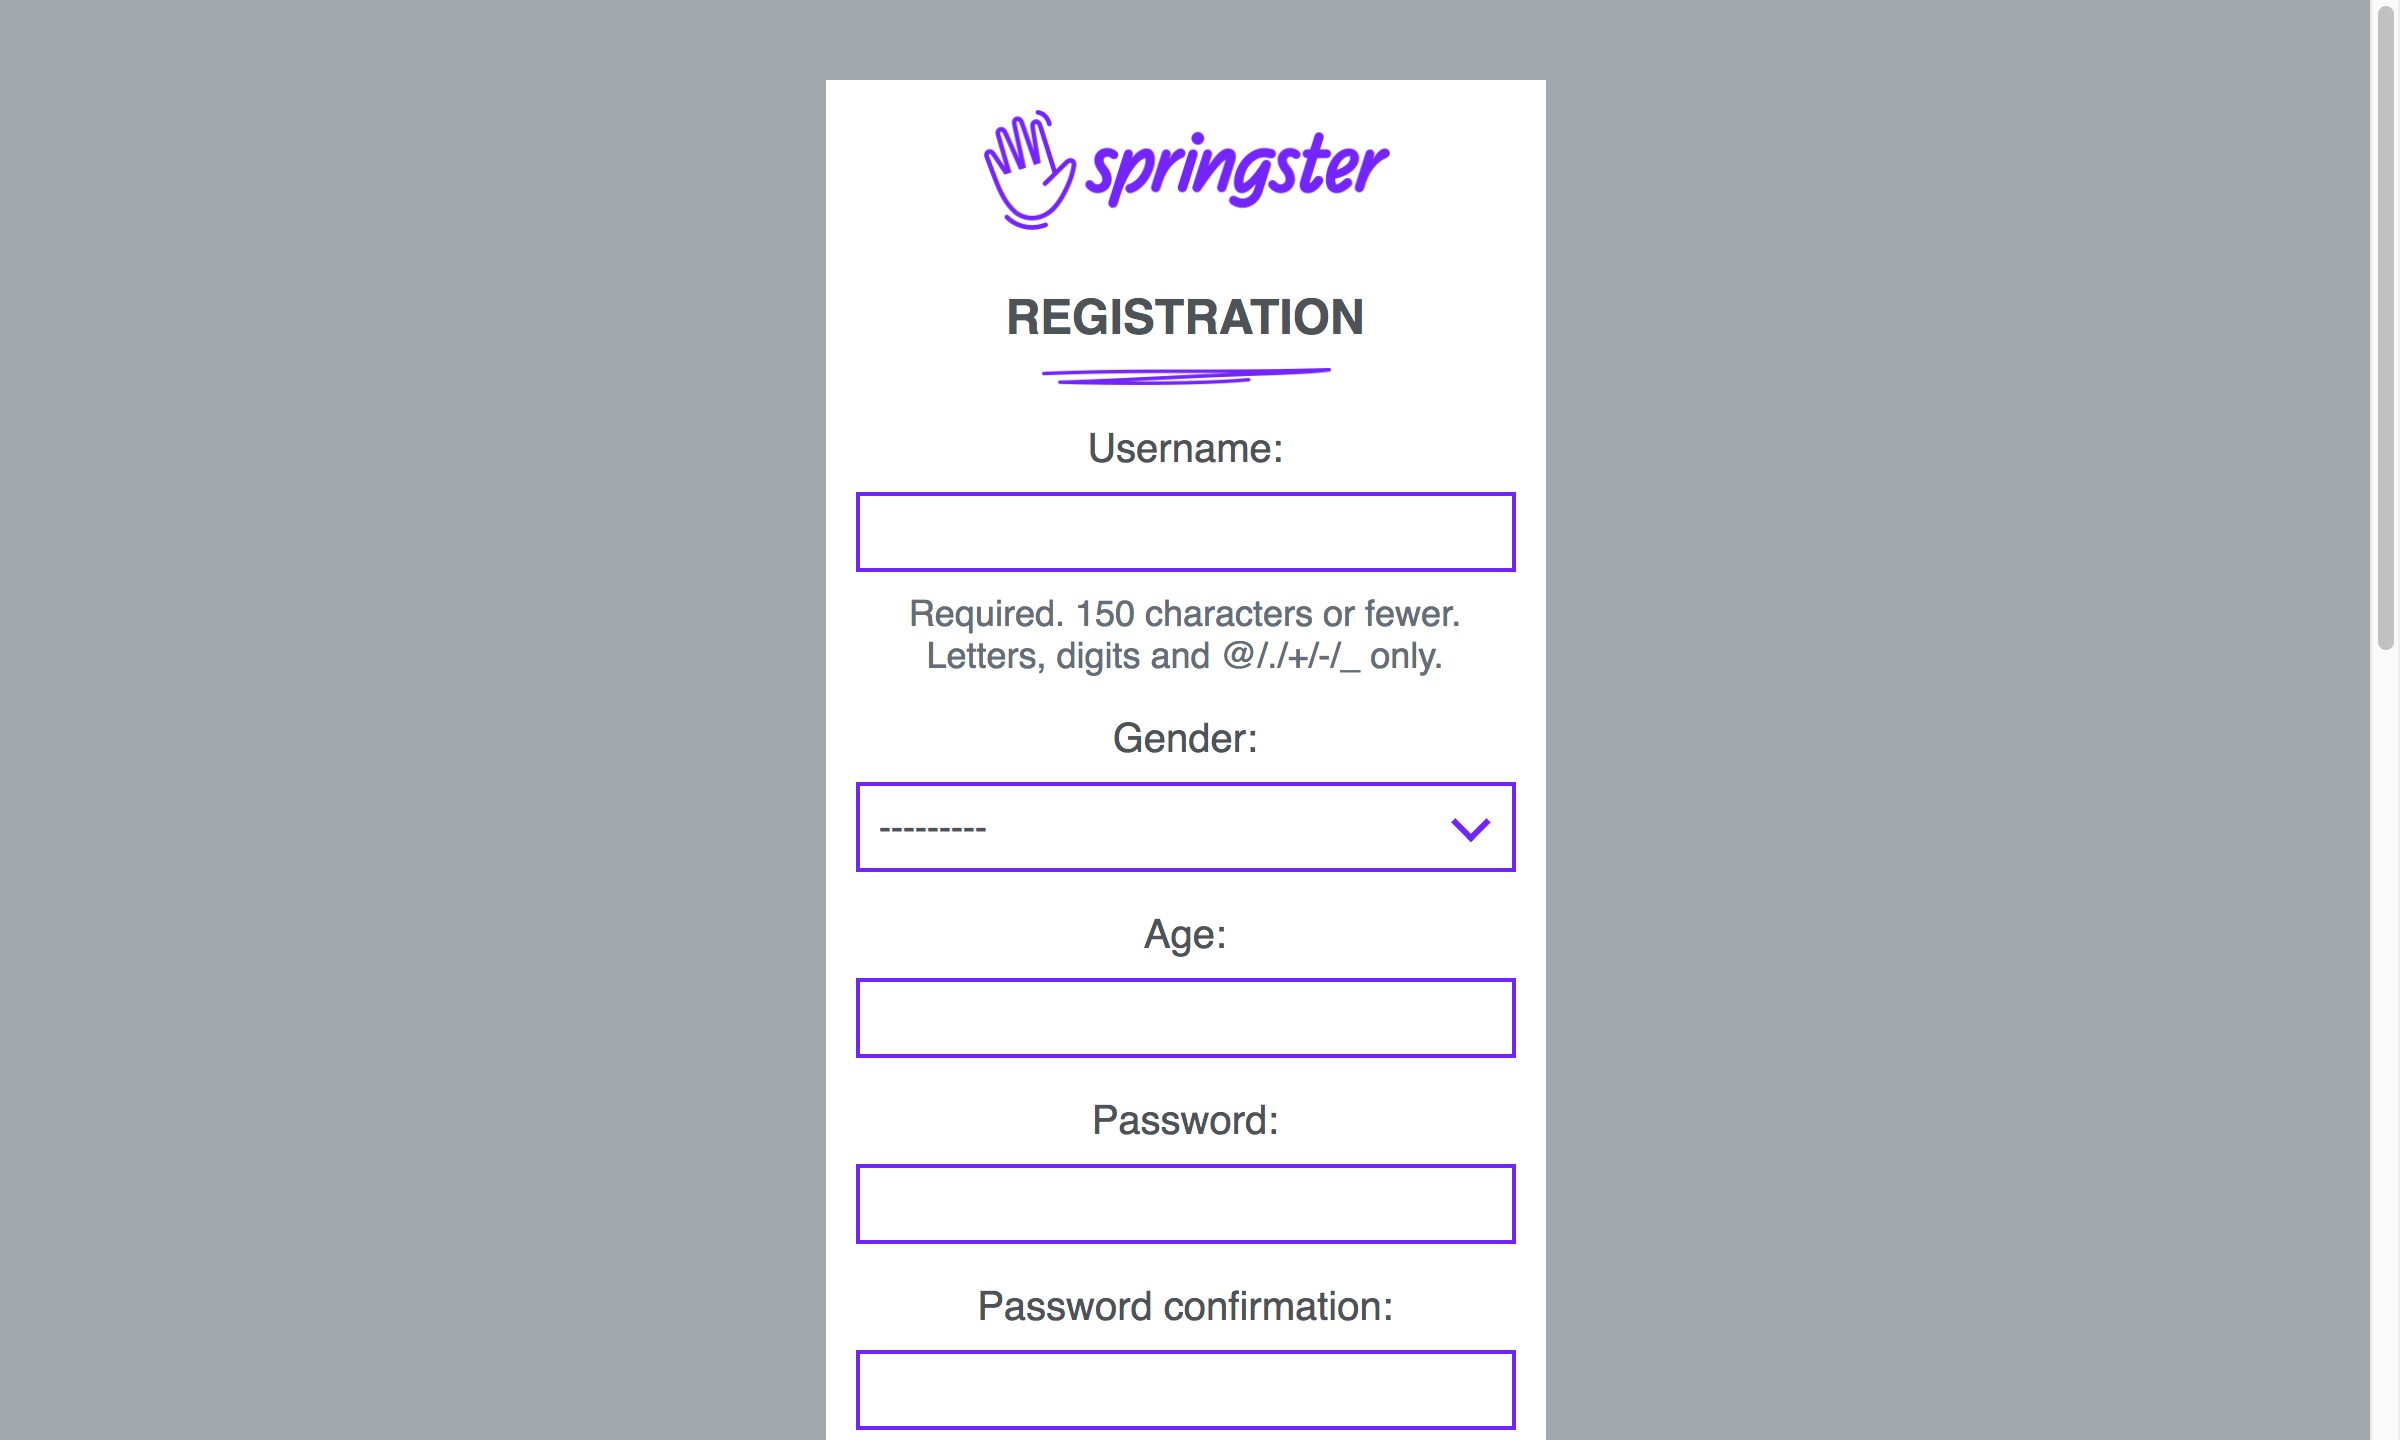 springster
REGISTRATION
Username:
Required. 150 characters or fewer.
Letters, digits and @/./+/-/_ only.
Gender:
---------
Age:
Password:
Password confirmation: